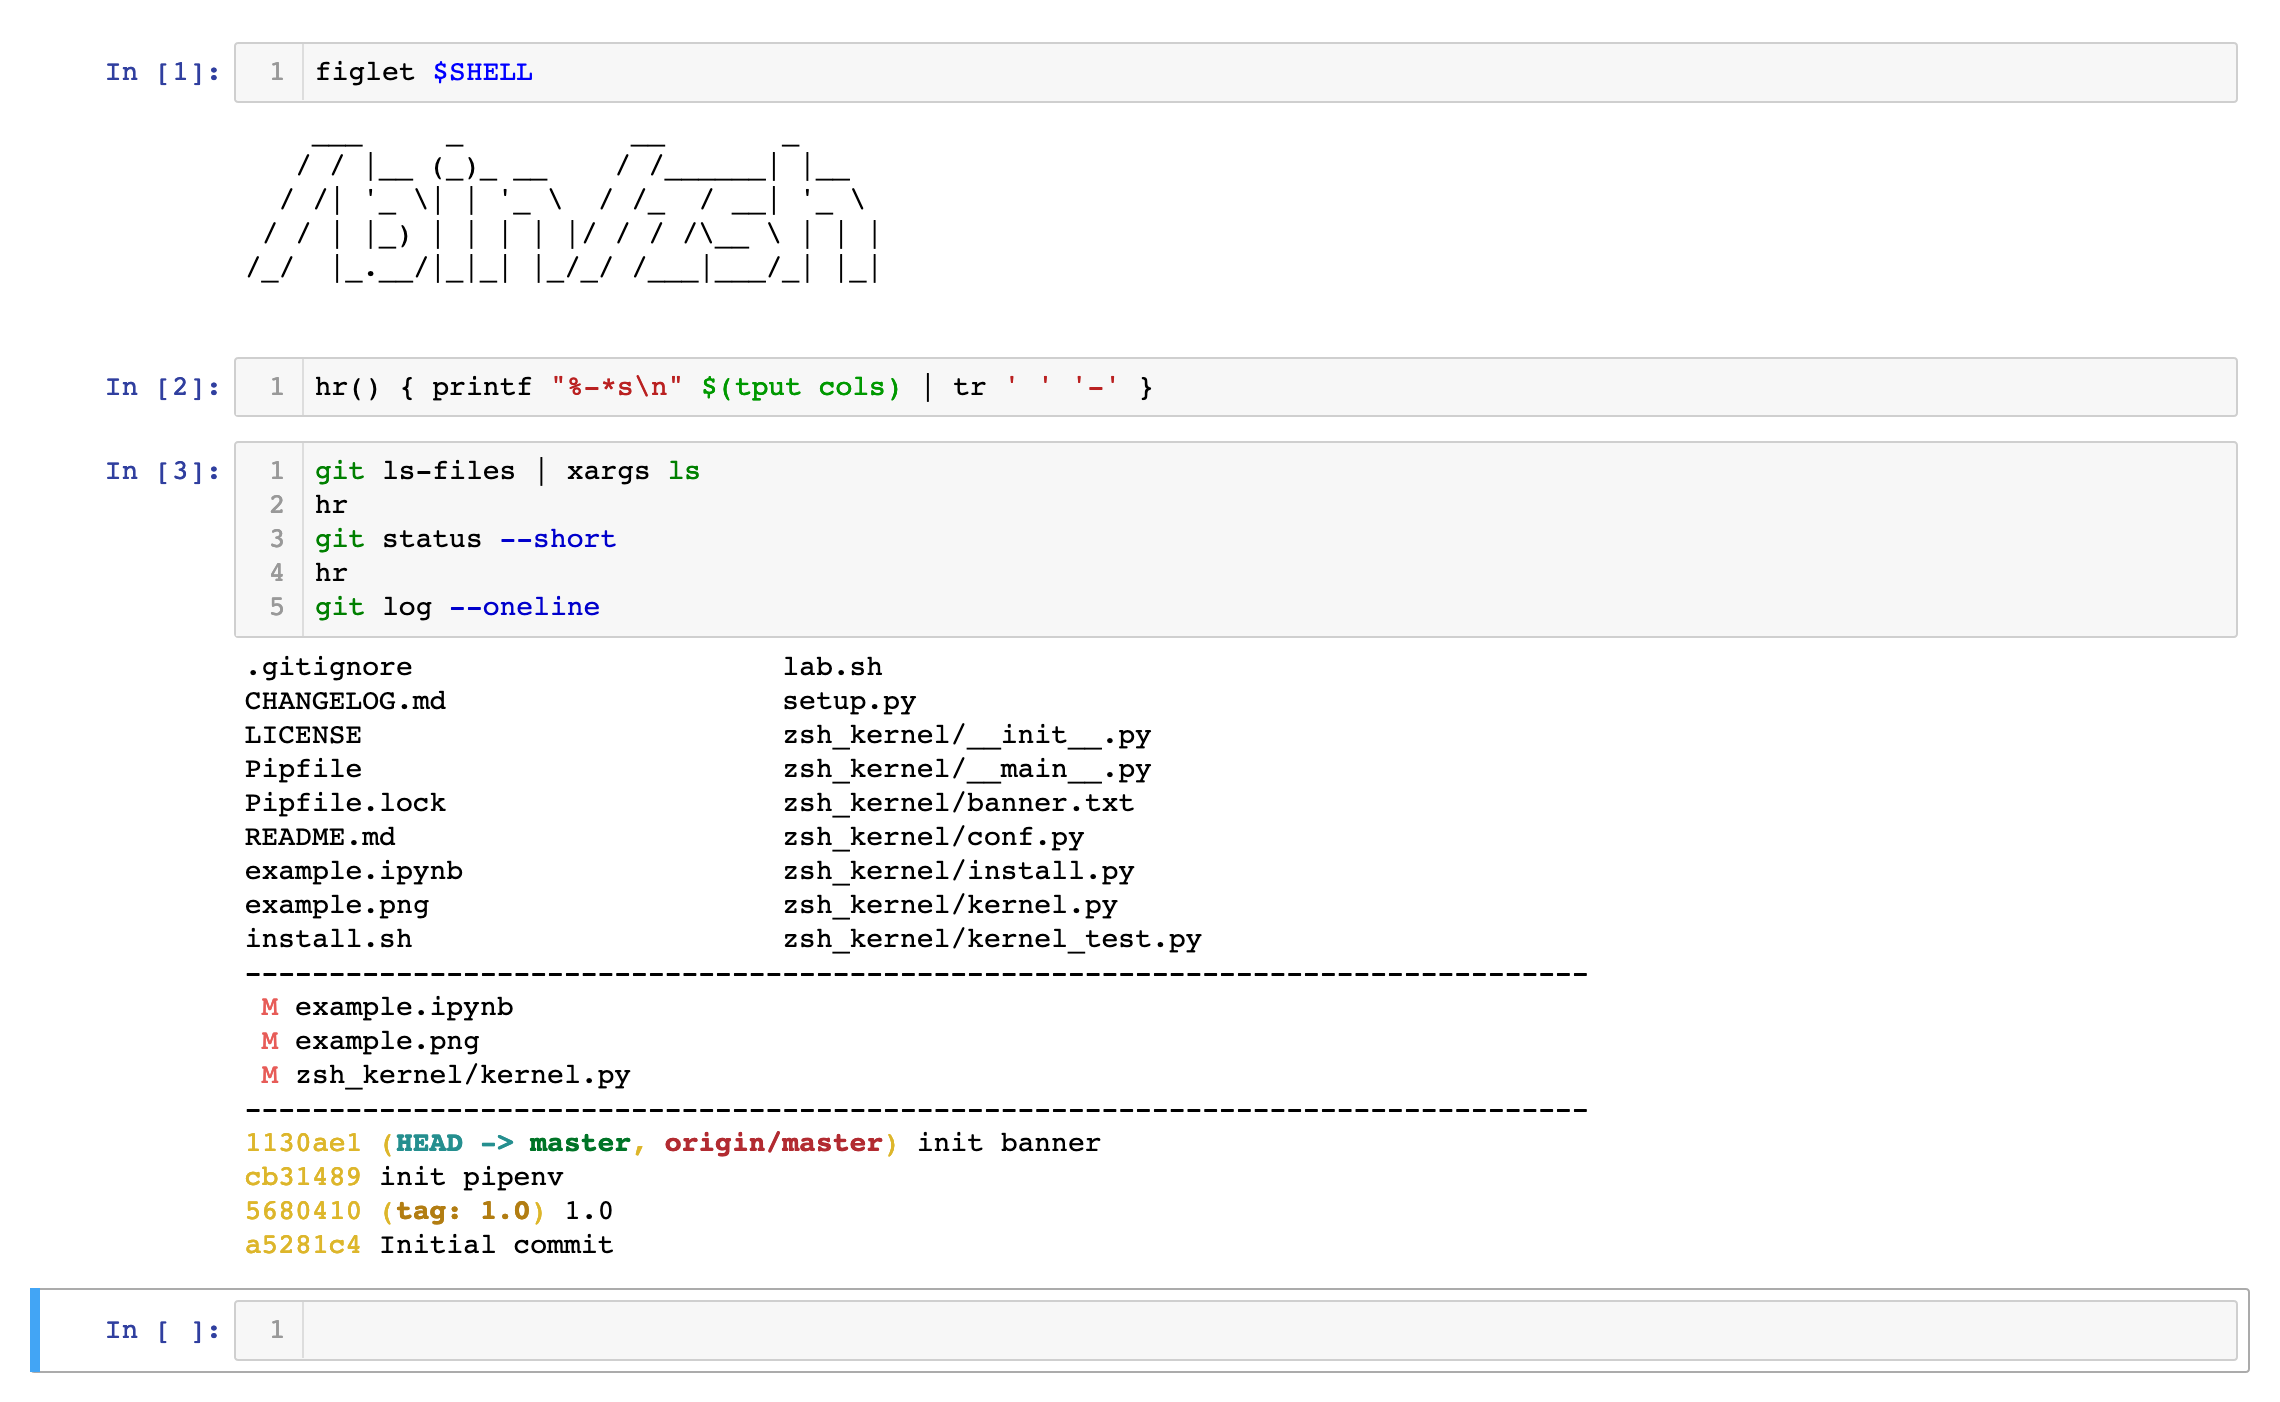 In [1]: 1 figlet $SHELL
    ___     _          __       _
   / / |__ (_)_ __    / /______| |__
  / /| '_ \| | '_ \  / /_  / __| '_ \
 / / | |_) | | | | |/ / / /\__ \ | | |
/_/  |_.__/|_|_| |_/_/ /___|___/_| |_|
In [2]: 1 hr() { printf "%-*s\n" $(tput cols) | tr ' ' '-' }
In [3]: 1 git ls-files | xargs ls
2 hr
3 git status --short
4 hr
5 git log --oneline
.gitignore                      lab.sh
CHANGELOG.md                    setup.py
LICENSE                         zsh_kernel/__init__.py
Pipfile                         zsh_kernel/__main__.py
Pipfile.lock                    zsh_kernel/banner.txt
README.md                       zsh_kernel/conf.py
example.ipynb                   zsh_kernel/install.py
example.png                     zsh_kernel/kernel.py
install.sh                      zsh_kernel/kernel_test.py
--------------------------------------------------------------------------------
 M example.ipynb
 M example.png
 M zsh_kernel/kernel.py
--------------------------------------------------------------------------------
1130ae1 (HEAD -> master, origin/master) init banner
cb31489 init pipenv
5680410 (tag: 1.0) 1.0
a5281c4 Initial commit
In [ ]: 1